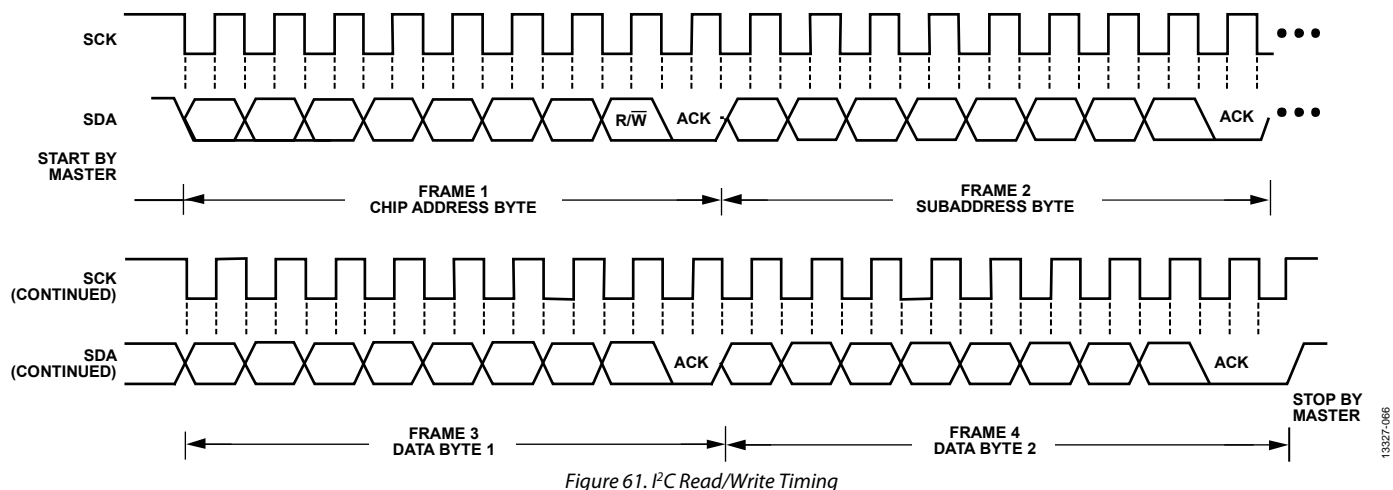 SCK
SDA
R/W̅ ACK
ACK
START BY
MASTER
FRAME 1
CHIP ADDRESS BYTE
FRAME 2
SUBADDRESS BYTE
SCK
(CONTINUED)
SDA
(CONTINUED)
ACK
ACK
STOP BY
MASTER
FRAME 3
DATA BYTE 1
FRAME 4
DATA BYTE 2
13327-066
Figure 61. I²C Read/Write Timing